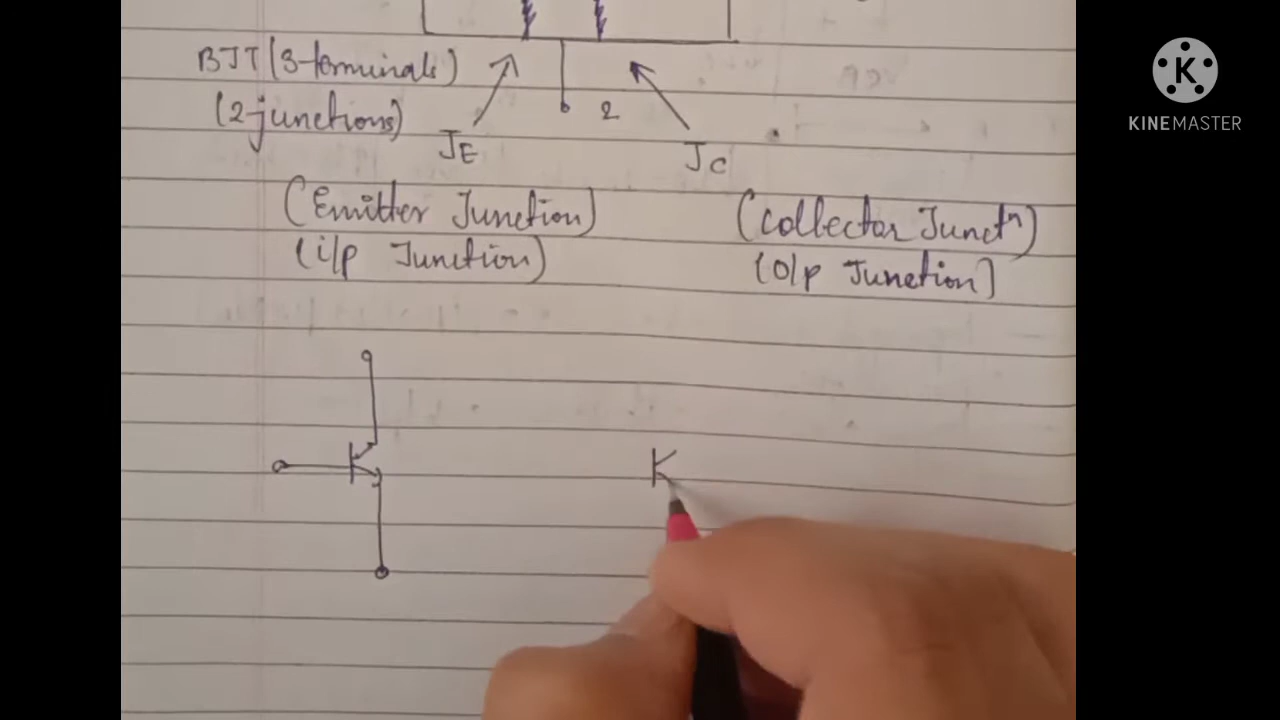 BJT (3-terminals)
(2-junctions)
2
JE
JC
(Emitter Junction)
(i/p Junction)
(Collector Junctⁿ)
(O/p Junction)
K
KINEMASTER